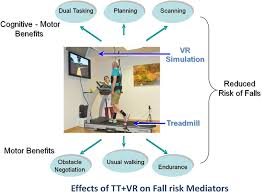 Cognitive - Motor
Benefits
Dual Tasking
Planning
Scanning
VR
Simulation
Reduced
Risk of Falls
Treadmill
Motor Benefits
Obstacle
Negotiation
Usual walking
Endurance
Effects of TT+VR on Fall risk Mediators